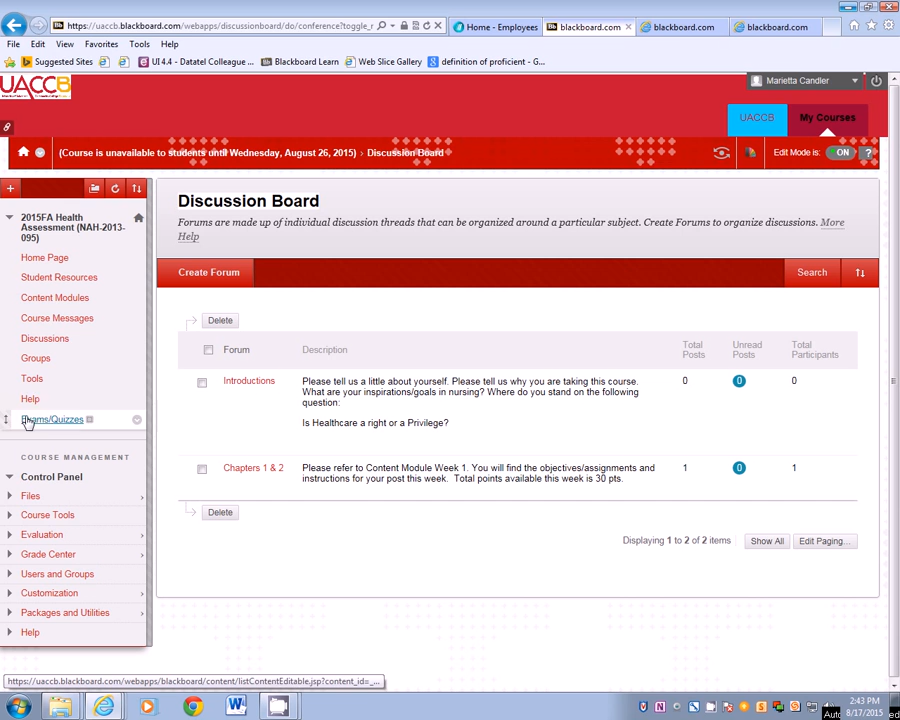 https://uaccb.blackboard.com/webapps/discussionboard/do/conference?toggle_r
Home - Employees
blackboard.com
blackboard.com
blackboard.com
File Edit View Favorites Tools Help
Suggested Sites
UI 4.4 - Datatel Colleague ...
Blackboard Learn
Web Slice Gallery
definition of proficient - G...
UACCB
Marietta Candler
UACCB
My Courses
(Course is unavailable to students until Wednesday, August 26, 2015) › Discussion Board
Edit Mode is: ON ?
2015FA Health
Assessment (NAH-2013-
095)
Home Page
Student Resources
Content Modules
Course Messages
Discussions
Groups
Tools
Help
Exams/Quizzes
COURSE MANAGEMENT
Control Panel
Files
Course Tools
Evaluation
Grade Center
Users and Groups
Customization
Packages and Utilities
Help
Discussion Board
Forums are made up of individual discussion threads that can be organized around a particular subject. Create Forums to organize discussions. More
Help
Create Forum
Search
Delete
Forum
Description
Total
Posts
Unread
Posts
Total
Participants
Introductions
Please tell us a little about yourself. Please tell us why you are taking this course.
What are your inspirations/goals in nursing? Where do you stand on the following
question:
Is Healthcare a right or a Privilege?
0
0
0
Chapters 1 & 2
Please refer to Content Module Week 1. You will find the objectives/assignments and
instructions for your post this week. Total points available this week is 30 pts.
1
0
1
Delete
Displaying 1 to 2 of 2 items
Show All
Edit Paging...
https://uaccb.blackboard.com/webapps/blackboard/content/listContentEditable.jsp?content_id=_...
2:43 PM
8/17/2015